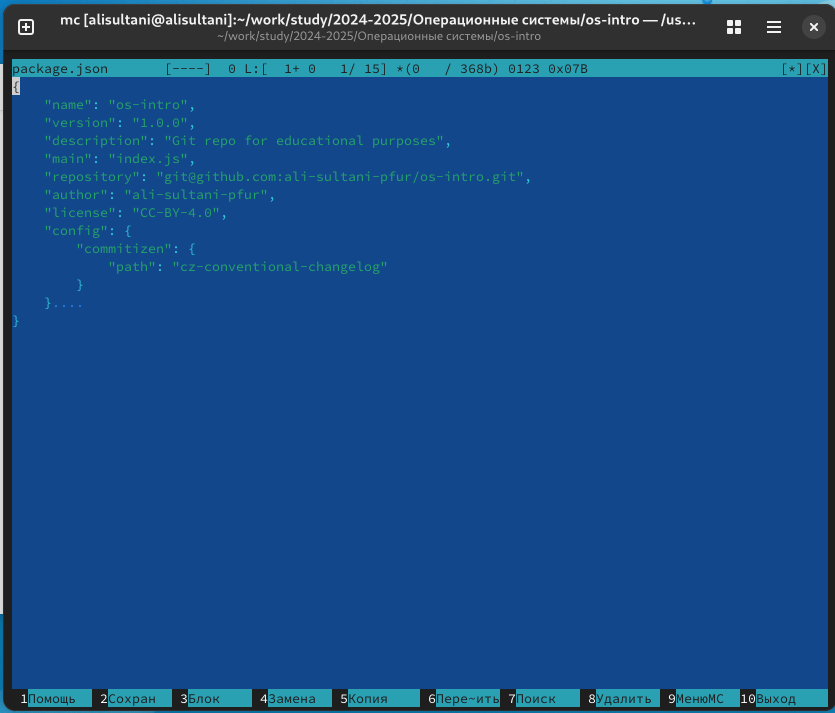 mc [alisultani@alisultani]:~/work/study/2024-2025/Операционные системы/os-intro — /us...
~/work/study/2024-2025/Операционные системы/os-intro
package.json       [----]  0 L:[  1+ 0   1/ 15] *(0   / 368b) 0123 0x07B                        [*][X]
{
    "name": "os-intro",
    "version": "1.0.0",
    "description": "Git repo for educational purposes",
    "main": "index.js",
    "repository": "git@github.com:ali-sultani-pfur/os-intro.git",
    "author": "ali-sultani-pfur",
    "license": "CC-BY-4.0",
    "config": {
        "commitizen": {
            "path": "cz-conventional-changelog"
        }
    }....
}
1Помощь  2Сохран  3Блок  4Замена  5Копия  6Пере~ить  7Поиск  8Удалить  9МенюMC  10Выход